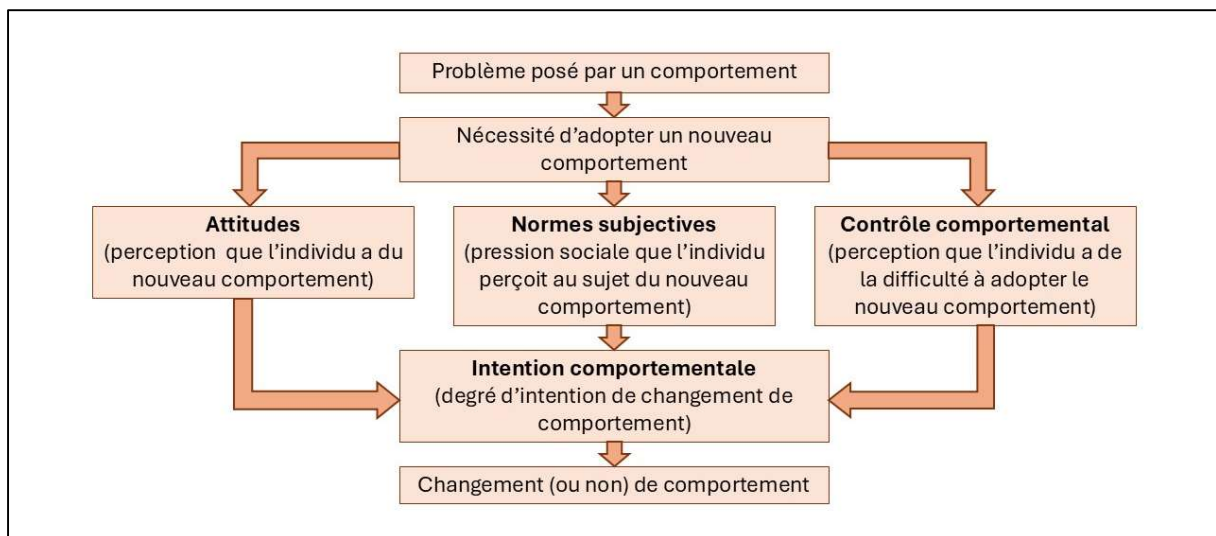 Problème posé par un comportement
Nécessité d'adopter un nouveau
comportement
Attitudes
(perception que l'individu a du
nouveau comportement)
Normes subjectives
(pression sociale que l'individu
perçoit au sujet du nouveau
comportement)
Contrôle comportemental
(perception que l'individu a de
la difficulté à adopter le
nouveau comportement)
Intention comportementale
(degré d'intention de changement de
comportement)
Changement (ou non) de comportement